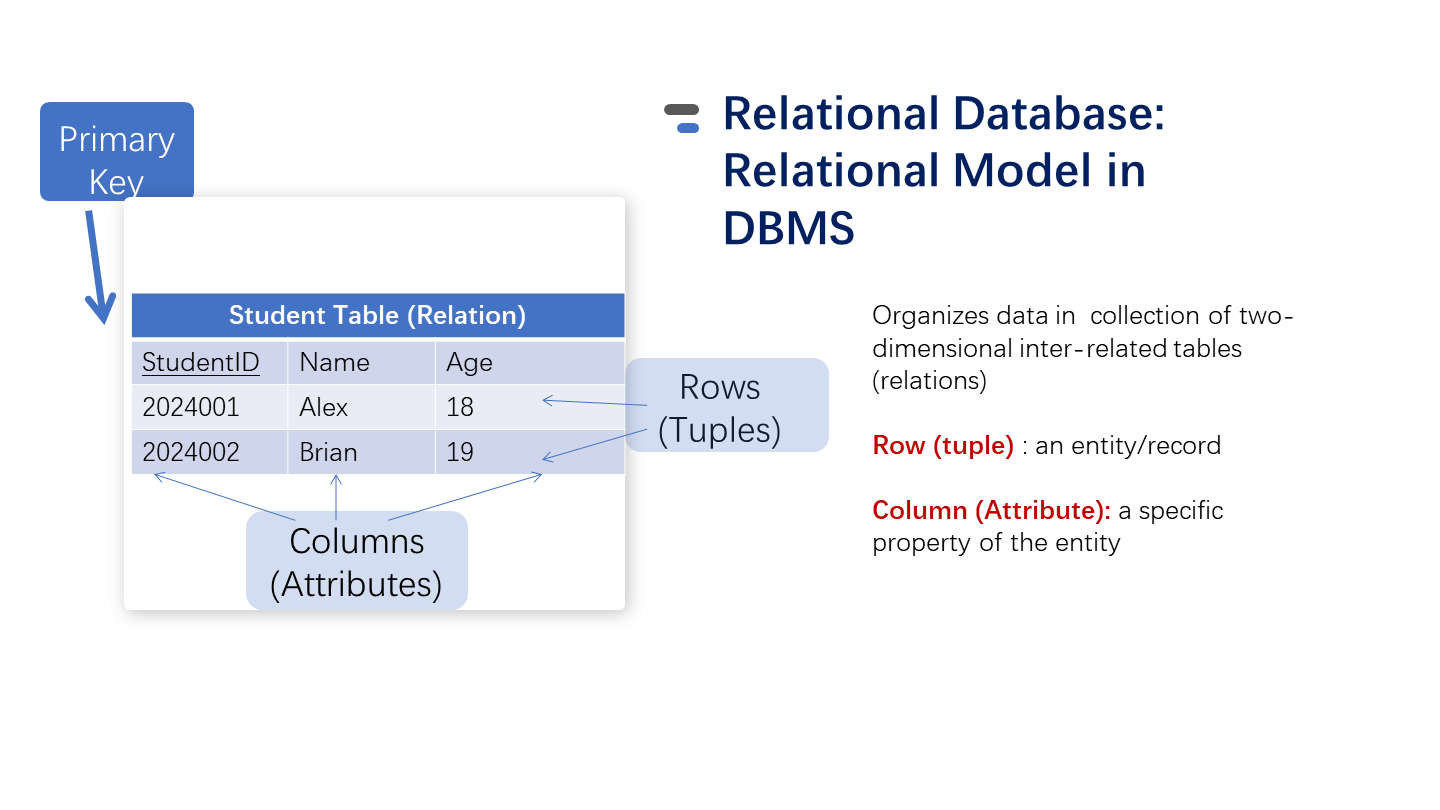 Primary
Key
Relational Database:
Relational Model in
DBMS
Student Table (Relation)
StudentID Name Age
2024001 Alex 18
2024002 Brian 19
Rows
(Tuples)
Columns
(Attributes)
Organizes data in  collection of two-
dimensional inter-related tables
(relations)
Row (tuple) : an entity/record
Column (Attribute): a specific
property of the entity